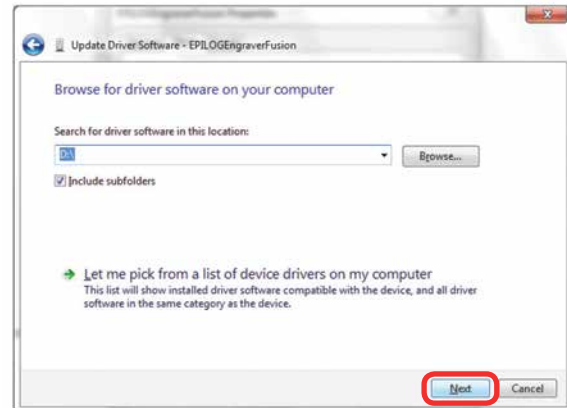 Update Driver Software - EPILOGEngraverFusion
Browse for driver software on your computer
Search for driver software in this location:
D:\
Browse...
Include subfolders
Let me pick from a list of device drivers on my computer
This list will show installed driver software compatible with the device, and all driver
software in the same category as the device.
Next
Cancel